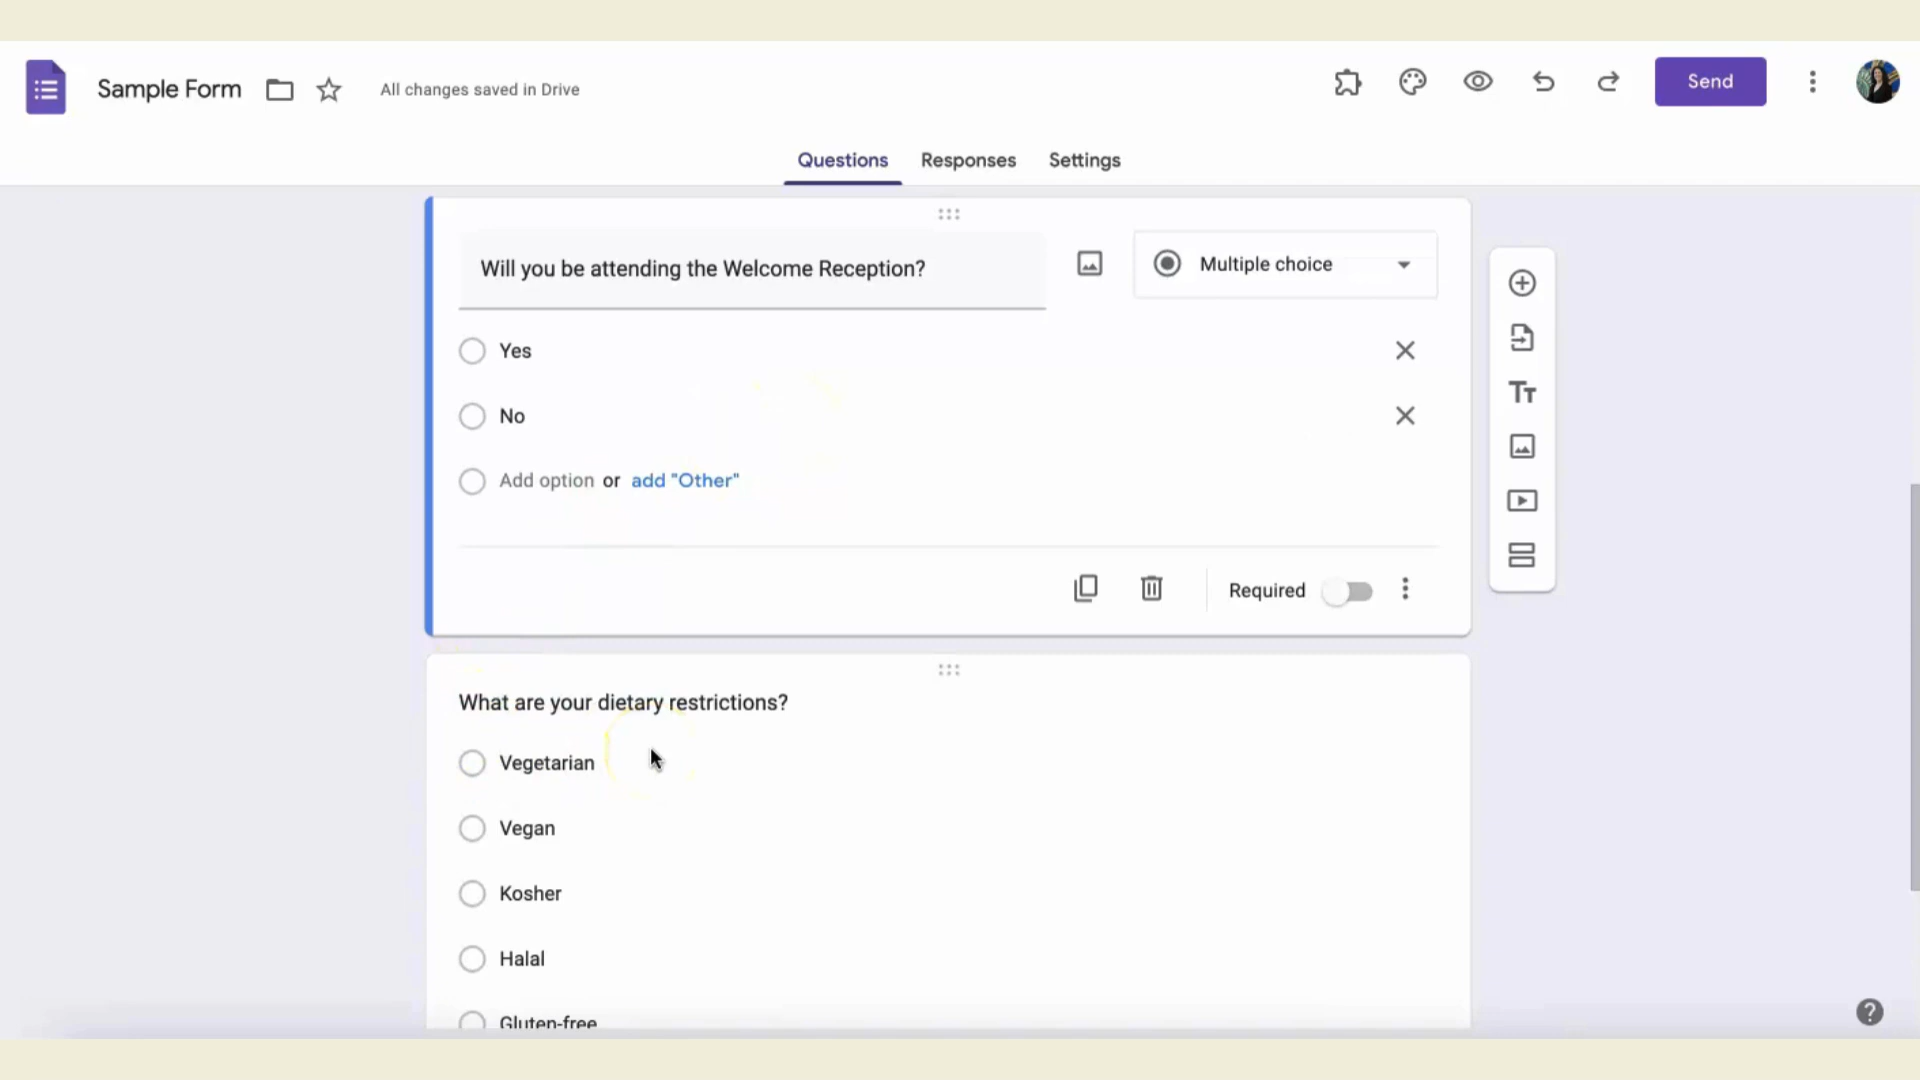 Sample Form
All changes saved in Drive
Send
Questions Responses Settings
Will you be attending the Welcome Reception?
Multiple choice
Yes
No
Add option or add "Other"
Required
Tт
What are your dietary restrictions?
Vegetarian
Vegan
Kosher
Halal
Gluten-free